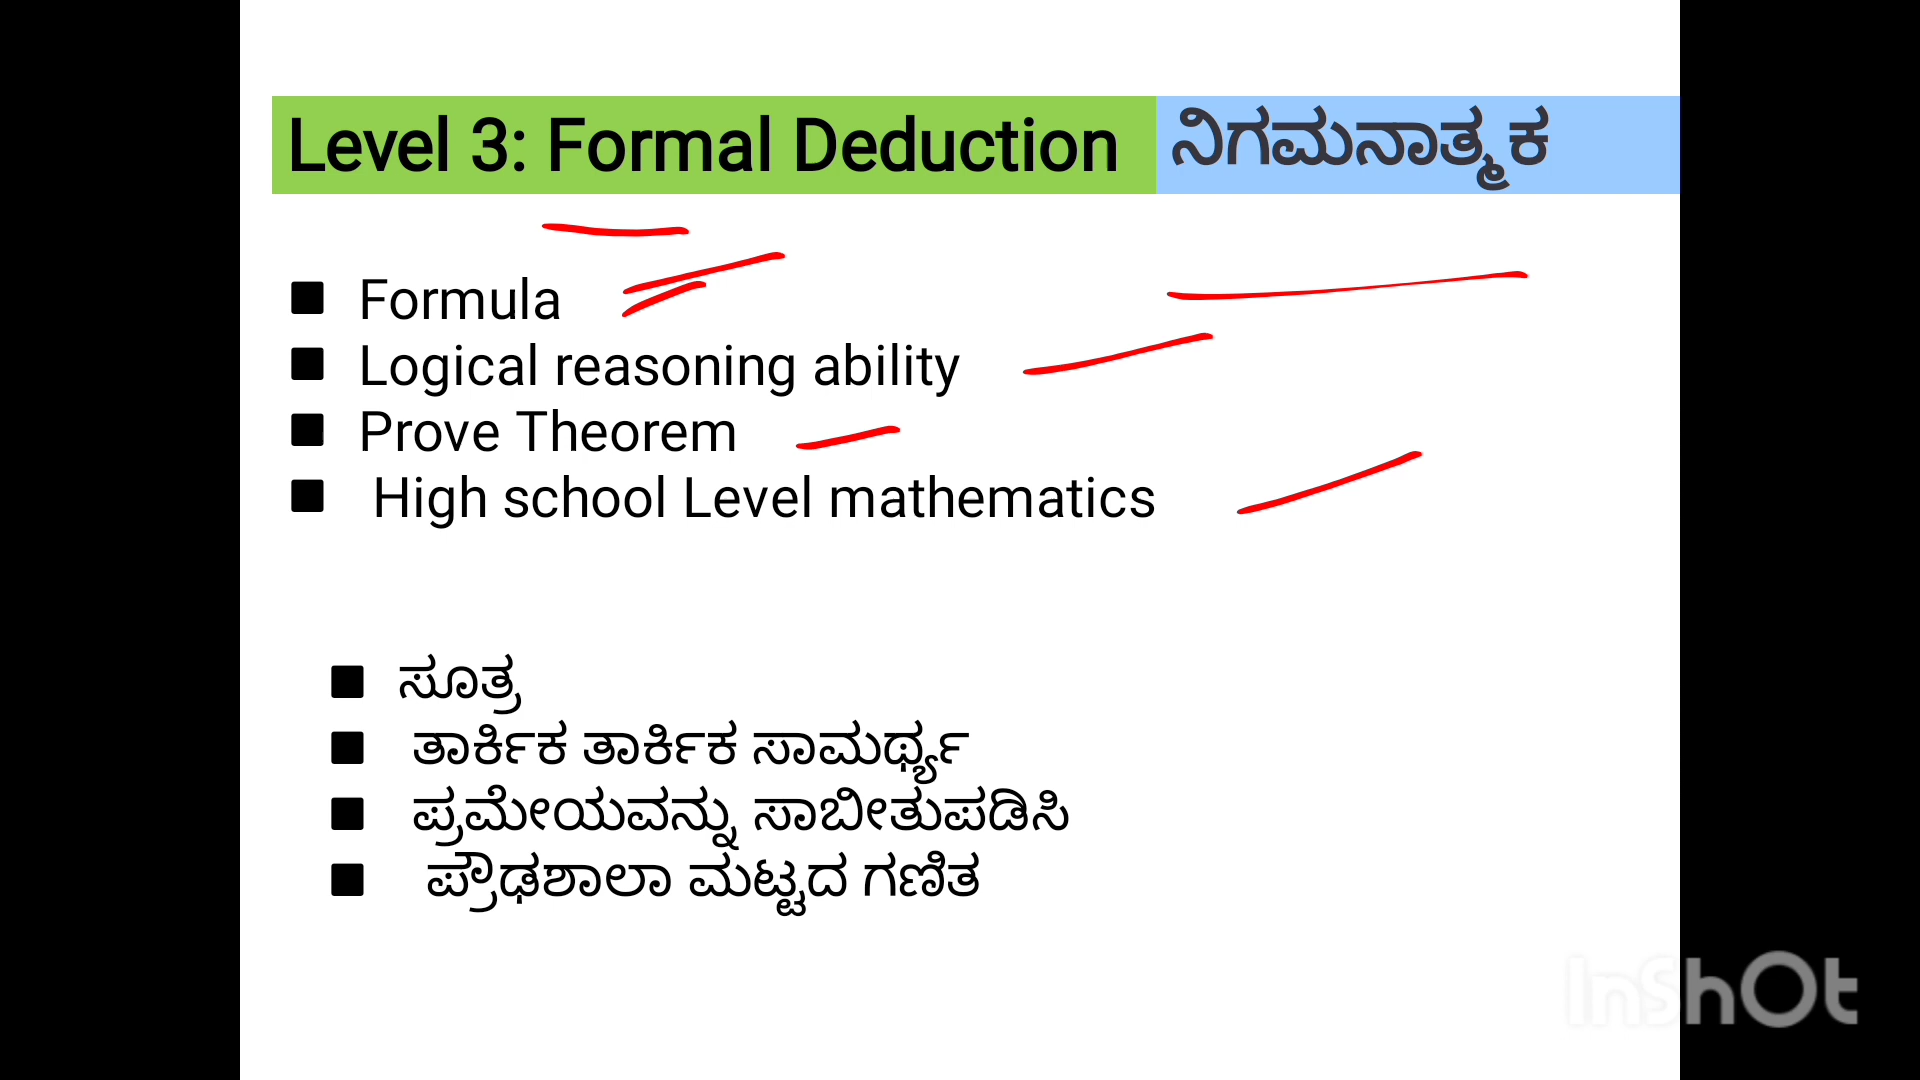 Level 3: Formal Deduction ನಿಗಮನಾತ್ಮಕ
■ Formula
■ Logical reasoning ability
■ Prove Theorem
■ High school Level mathematics
■ ಸೂತ್ರ
■ ತಾರ್ಕಿಕ ತಾರ್ಕಿಕ ಸಾಮರ್ಥ್ಯ
■ ಪ್ರಮೇಯವನ್ನು ಸಾಬೀತುಪಡಿಸಿ
■ ಪ್ರೌಢಶಾಲಾ ಮಟ್ಟದ ಗಣಿತ
InShOt